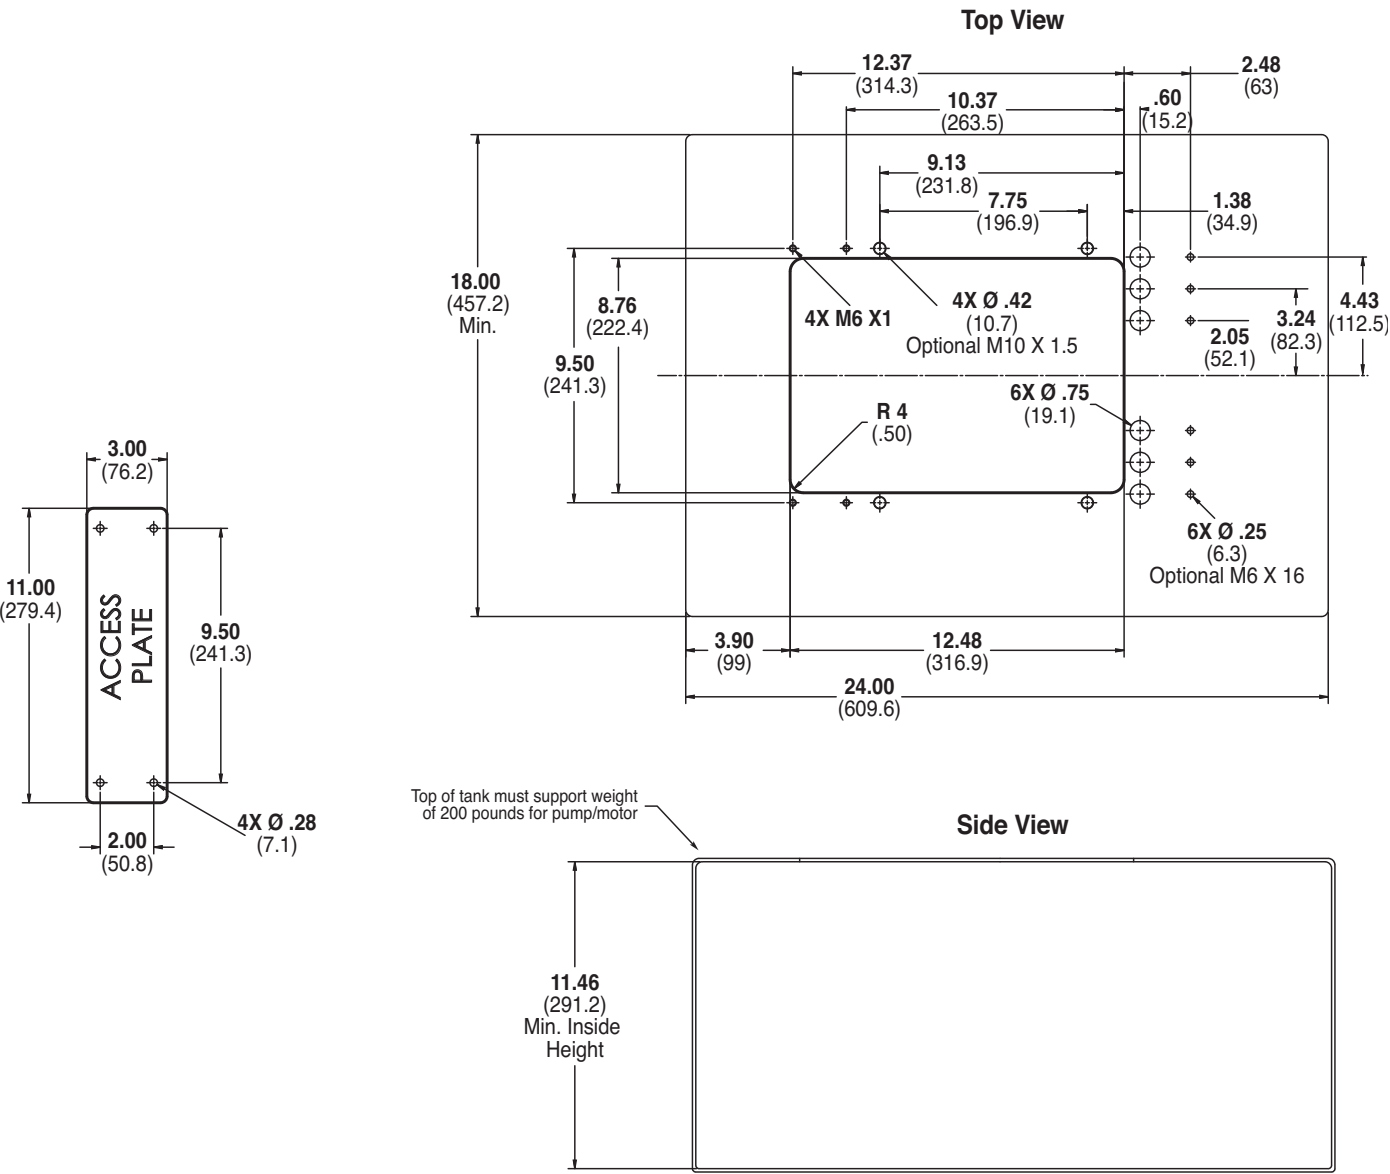 Top View
12.37
(314.3)
2.48
(63)
10.37
(263.5)
.60
(15.2)
9.13
(231.8)
7.75
(196.9)
1.38
(34.9)
18.00
(457.2)
Min.
8.76
(222.4)
9.50
(241.3)
4X M6 X1
4X Ø .42
(10.7)
Optional M10 X 1.5
4.43
(112.5)
3.24
(82.3)
2.05
(52.1)
6X Ø .75
(19.1)
R 4
(.50)
6X Ø .25
(6.3)
Optional M6 X 16
3.90
(99)
12.48
(316.9)
24.00
(609.6)
3.00
(76.2)
11.00
(279.4)
ACCESS
PLATE
9.50
(241.3)
4X Ø .28
(7.1)
2.00
(50.8)
Top of tank must support weight
of 200 pounds for pump/motor
Side View
11.46
(291.2)
Min. Inside
Height